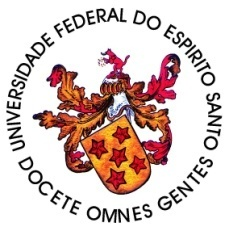 UNIVERSIDADE FEDERAL DO ESPIRITO SANTO
DOCETE OMNES GENTES